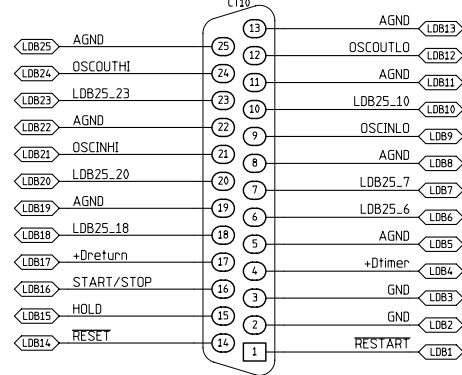 CT10
13 AGND LDB13
LDB25 AGND 25
12 OSCOUTLO LDB12
LDB24 OSCOUTHI 24
11 AGND LDB11
LDB23 LDB25_23 23
10 LDB25_10 LDB10
LDB22 AGND 22
9 OSCINLO LDB9
LDB21 OSCINHI 21
8 AGND LDB8
LDB20 LDB25_20 20
7 LDB25_7 LDB7
LDB19 AGND 19
6 LDB25_6 LDB6
LDB18 LDB25_18 18
5 AGND LDB5
LDB17 +Dreturn 17
4 +Dtimer LDB4
LDB16 START/STOP 16
3 GND LDB3
LDB15 HOLD 15
2 GND LDB2
LDB14 RESET 14
1 RESTART LDB1